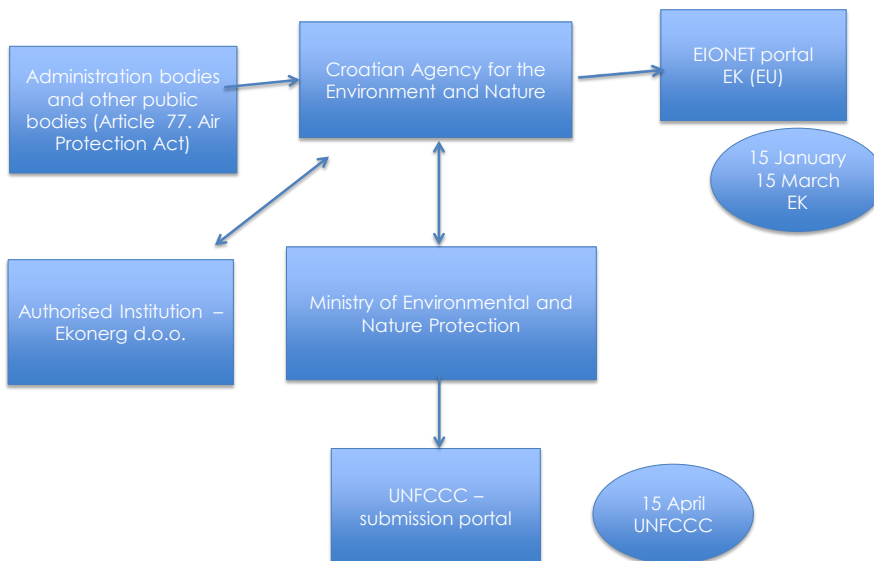 Administration bodies
and other public
bodies (Article 77. Air
Protection Act)
Croatian Agency for the
Environment and Nature
EIONET portal
EK (EU)
15 January
15 March
EK
Authorised Institution –
Ekonerg d.o.o.
Ministry of Environmental and
Nature Protection
UNFCCC –
submission portal
15 April
UNFCCC